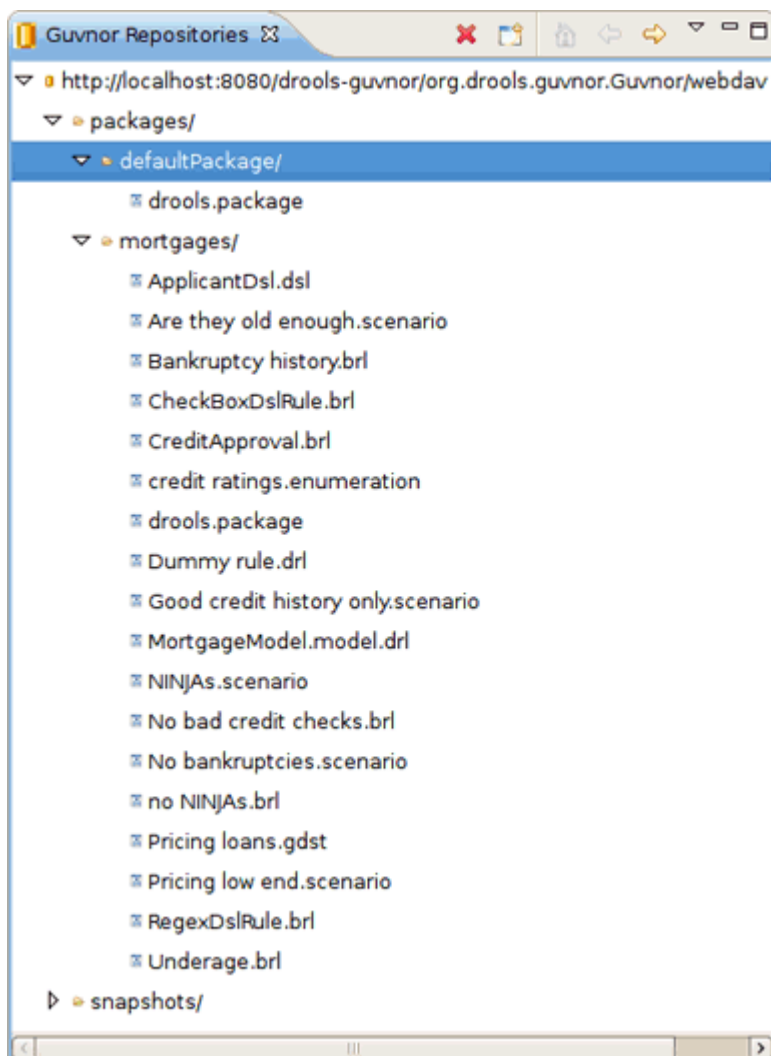 Guvnor Repositories
http://localhost:8080/drools-guvnor/org.drools.guvnor.Guvnor/webdav
packages/
defaultPackage/
drools.package
mortgages/
ApplicantDsl.dsl
Are they old enough.scenario
Bankruptcy history.brl
CheckBoxDslRule.brl
CreditApproval.brl
credit ratings.enumeration
drools.package
Dummy rule.drl
Good credit history only.scenario
MortgageModel.model.drl
NINJAs.scenario
No bad credit checks.brl
No bankruptcies.scenario
no NINJAs.brl
Pricing loans.gdst
Pricing low end.scenario
RegexDslRule.brl
Underage.brl
snapshots/